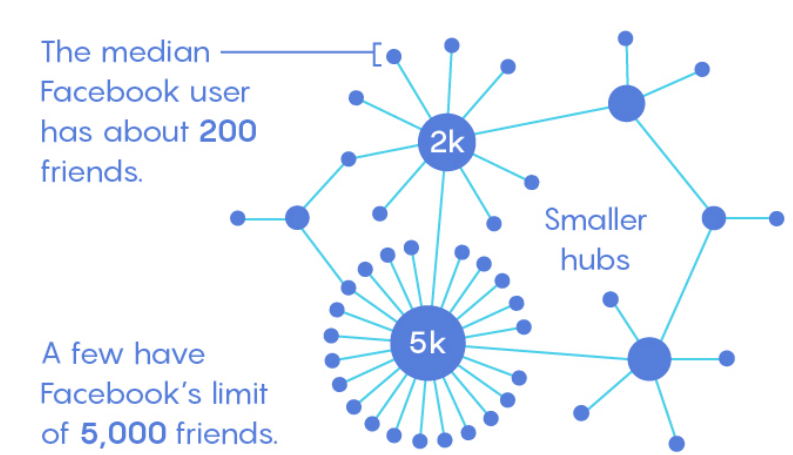 The median
Facebook user
has about 200
friends.
2k
Smaller
hubs
5k
A few have
Facebook’s limit
of 5,000 friends.